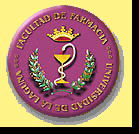 FACULTAD DE FARMACIA
UNIVERSIDAD DE LA LAGUNA